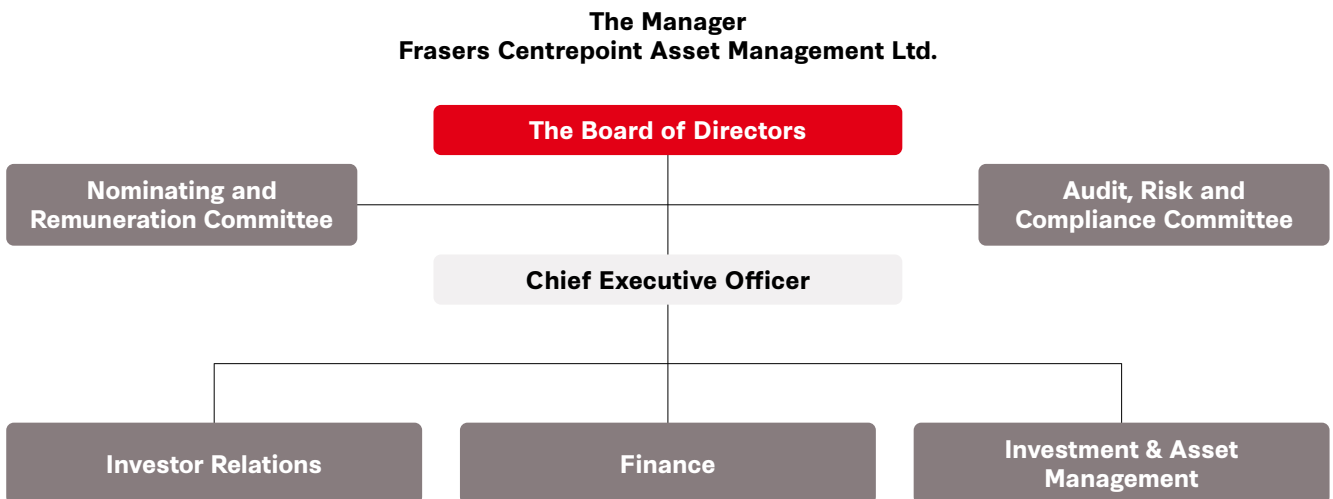 The Manager
Frasers Centrepoint Asset Management Ltd.
The Board of Directors
Nominating and
Remuneration Committee
Audit, Risk and
Compliance Committee
Chief Executive Officer
Investor Relations
Finance
Investment & Asset
Management